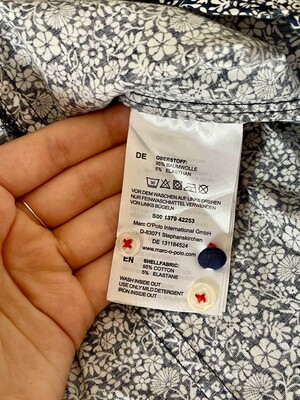 DE OBERSTOFF:
95% BAUMWOLLE
5% ELASTHAN
VOR DEM WASCHEN AUF LINKS DREHEN
NUR FEINWASCHMITTEL VERWENDEN
VON LINKS BÜGELN
S00 1379 42253
Marc O'Polo International GmbH
D-83071 Stephanskirchen
DE 131184524
www.marc-o-polo.com
EN SHELLFABRIC:
95% COTTON
5% ELASTANE
WASH INSIDE OUT
USE ONLY MILD DETERGENT
IRON INSIDE OUT